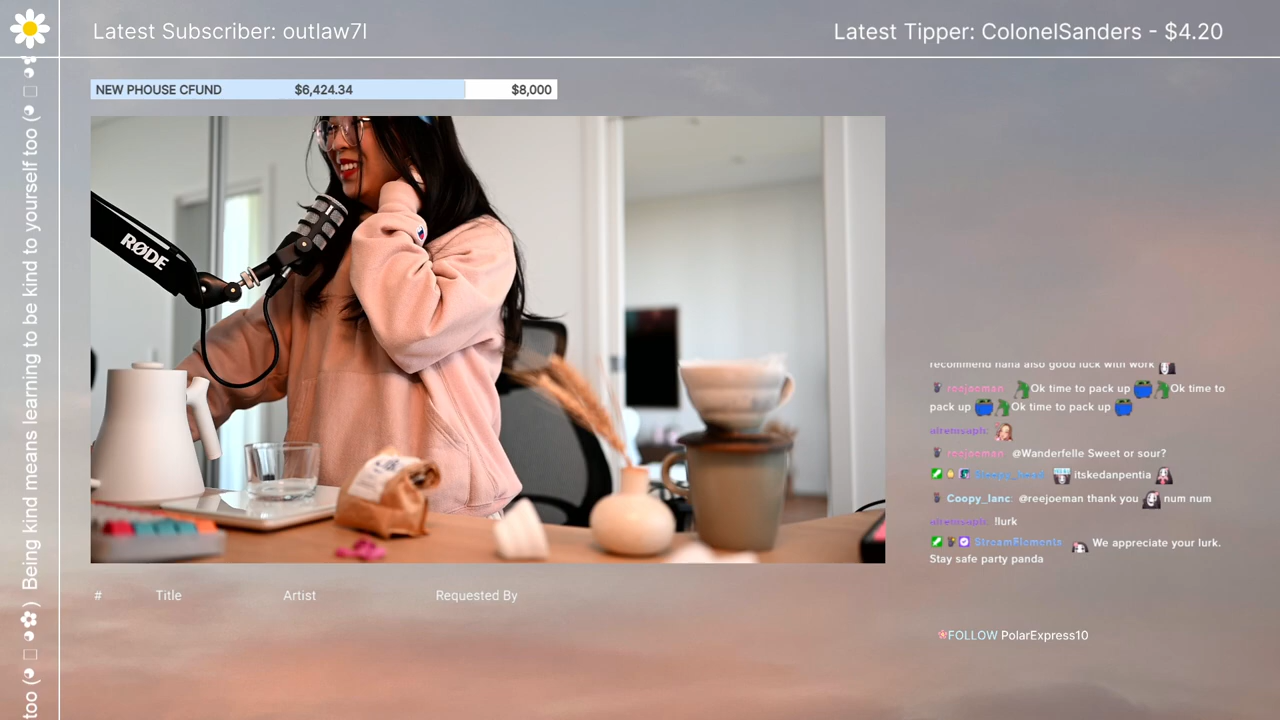 Latest Subscriber: outlaw7l
Latest Tipper: ColonelSanders - $4.20
NEW PHOUSE CFUND $6,424.34 $8,000
too (◕ □ ◕✿) Being kind means learning to be kind to yourself too (◕ □ ◕
RØDE
recommend nana also good luck with work
reejoeman: Ok time to pack up Ok time to
pack up Ok time to pack up
reejoeman: @Wanderfelle Sweet or sour?
itskedanpentia
Coopy_lanc: @reejoeman thank you num num
!lurk
StreamElements We appreciate your lurk.
Stay safe party panda
# Title Artist Requested By
FOLLOW PolarExpress10